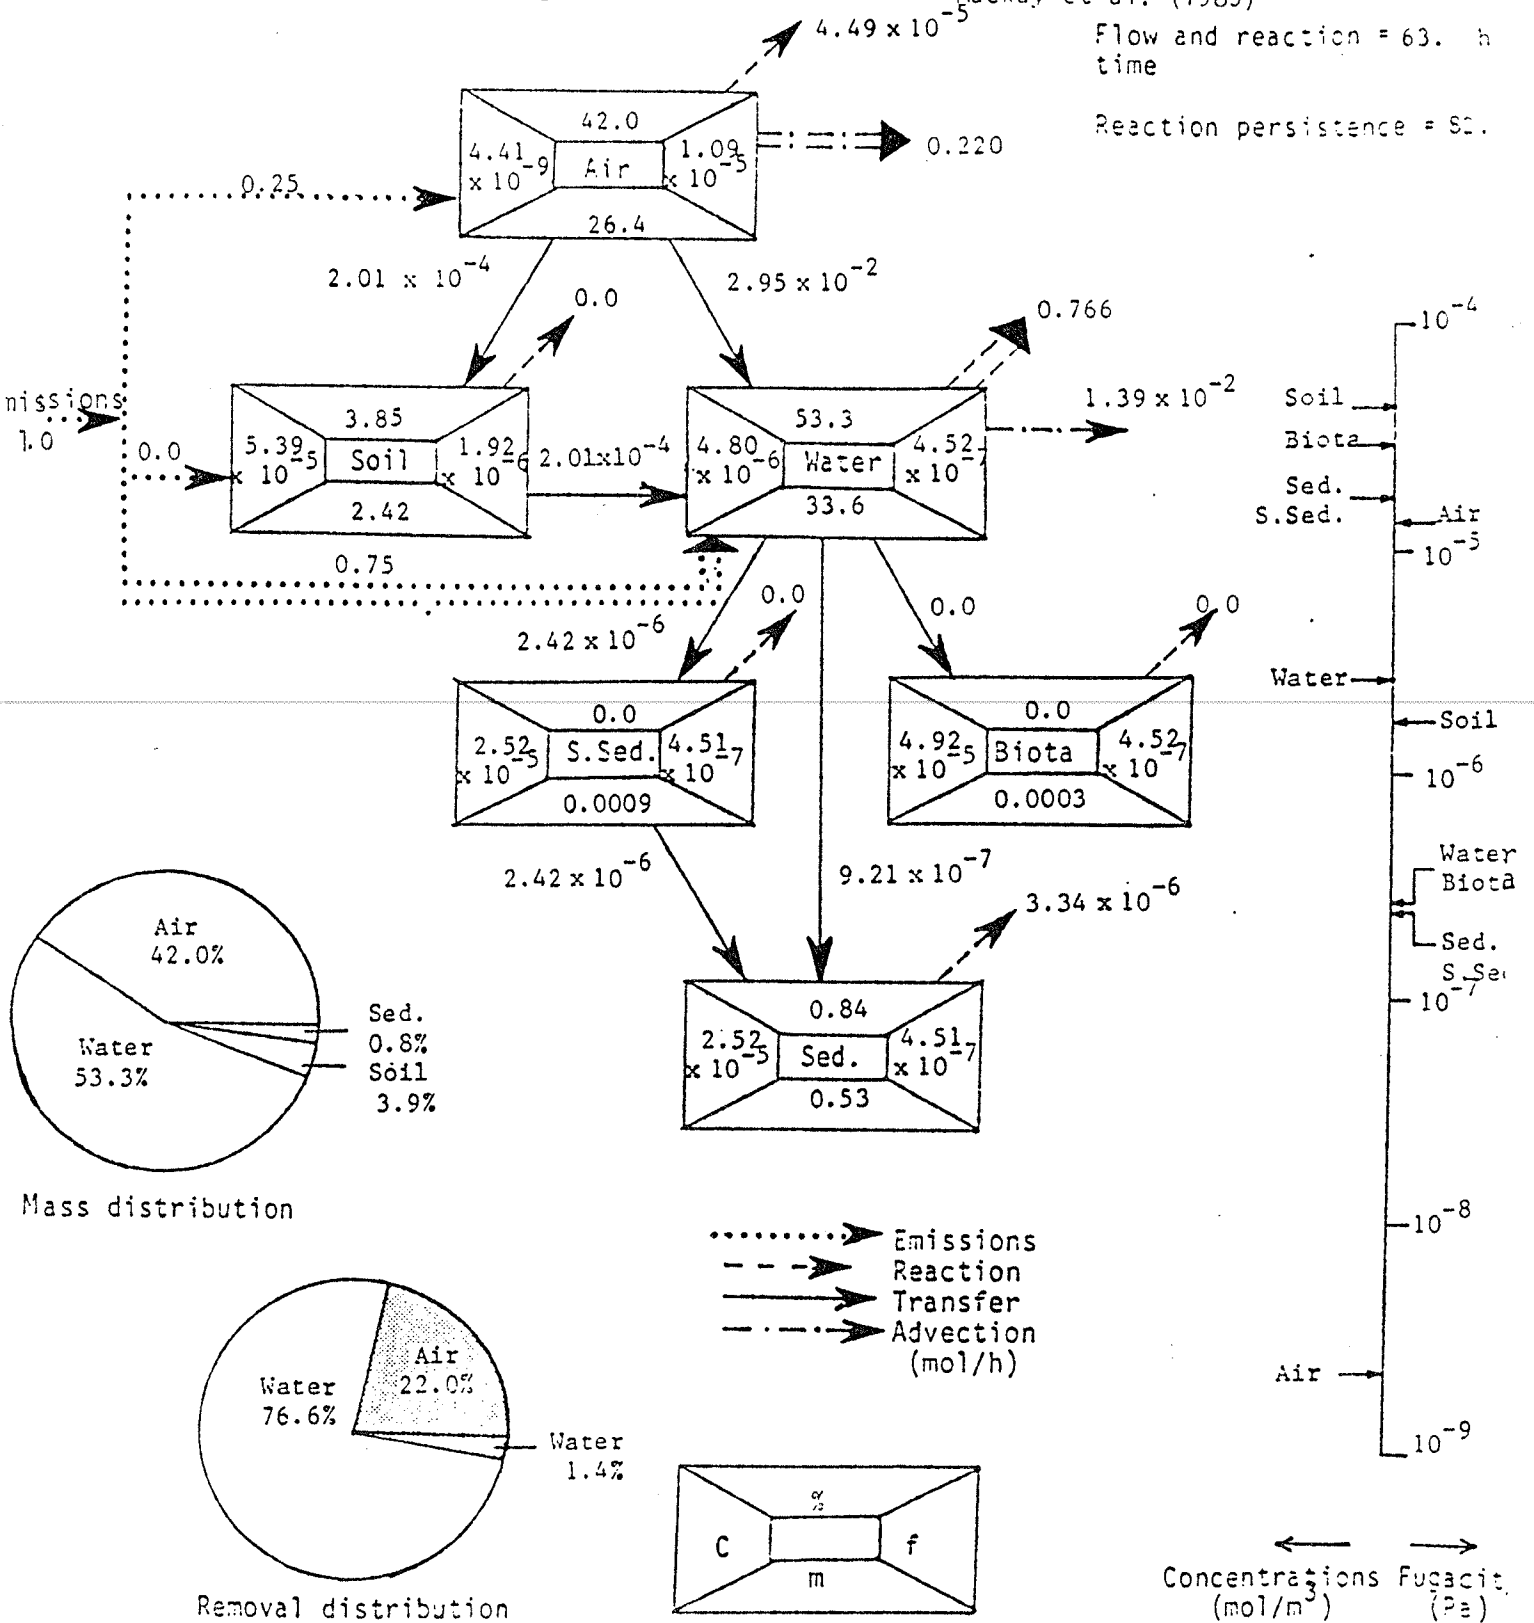 Mackay et al. (1985)
4.49 x 10⁻⁵
Flow and reaction = 63. h
time
Reaction persistence =
42.0
4.41
x 10⁻⁹
Air
1.09
x 10⁻⁵
26.4
0.220
0.25
2.01 x 10⁻⁴
2.95 x 10⁻²
0.0
0.766
1.39 x 10⁻²
missions
1.0
0.0
3.85
5.39
x 10⁻⁵
Soil
1.92
x 10⁻⁶
2.42
2.01x10⁻⁴
53.3
4.80
x 10⁻⁶
Water
4.52
x 10⁻⁷
33.6
0.75
2.42 x 10⁻⁶
0.0
0.0
0.0
0.0
2.52
x 10⁻⁵
S.Sed.
4.51
x 10⁻⁷
0.0009
0.0
4.92
x 10⁻⁵
Biota
4.52
x 10⁻⁷
0.0003
2.42 x 10⁻⁶
9.21 x 10⁻⁷
3.34 x 10⁻⁶
0.84
2.52
x 10⁻⁵
Sed.
4.51
x 10⁻⁷
0.53
10⁻⁴
Soil
Biota
Sed.
S.Sed.
Air
10⁻⁵
Water
Soil
10⁻⁶
Water
Biota
Sed.
S.Sed
10⁻⁷
10⁻⁸
Air
10⁻⁹
Concentrations Fugacit
(mol/m³) (Pa)
Air
42.0%
Water
53.3%
Sed.
0.8%
Soil
3.9%
Mass distribution
Emissions
Reaction
Transfer
Advection
(mol/h)
Air
22.0%
Water
76.6%
Water
1.4%
Removal distribution
%
C
f
m